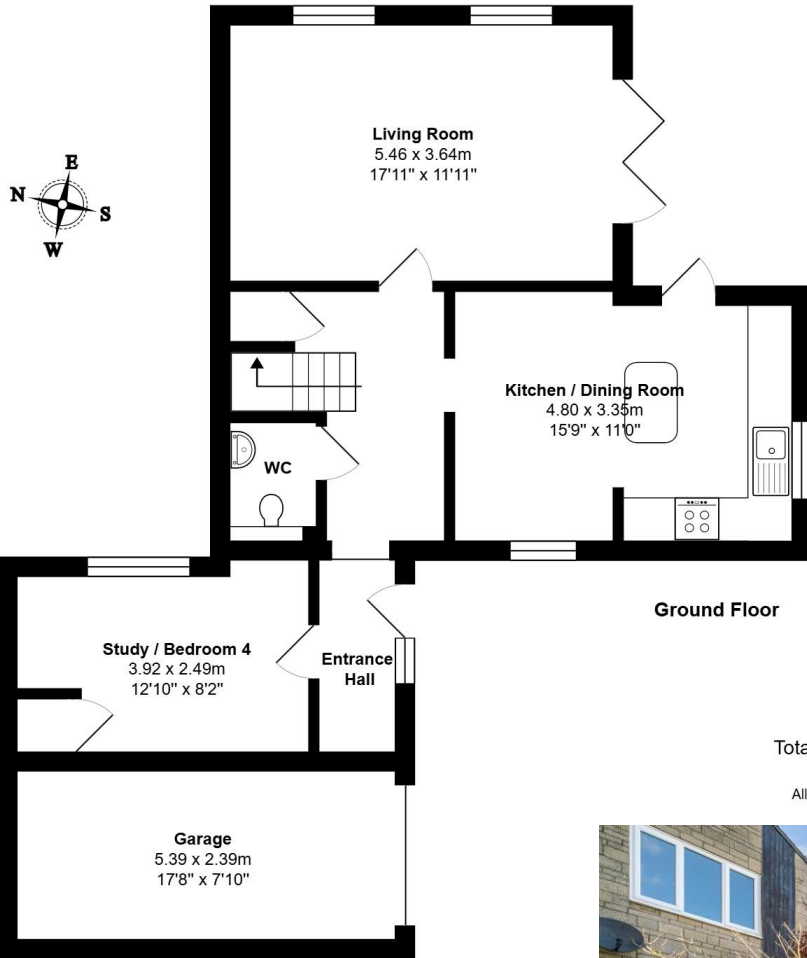 Living Room
5.46 x 3.64m
17'11" x 11'11"
E
N
S
W
Kitchen / Dining Room
4.80 x 3.35m
15'9" x 11'0"
WC
Ground Floor
Study / Bedroom 4
3.92 x 2.49m
12'10" x 8'2"
Entrance
Hall
Tota
All
Garage
5.39 x 2.39m
17'8" x 7'10"